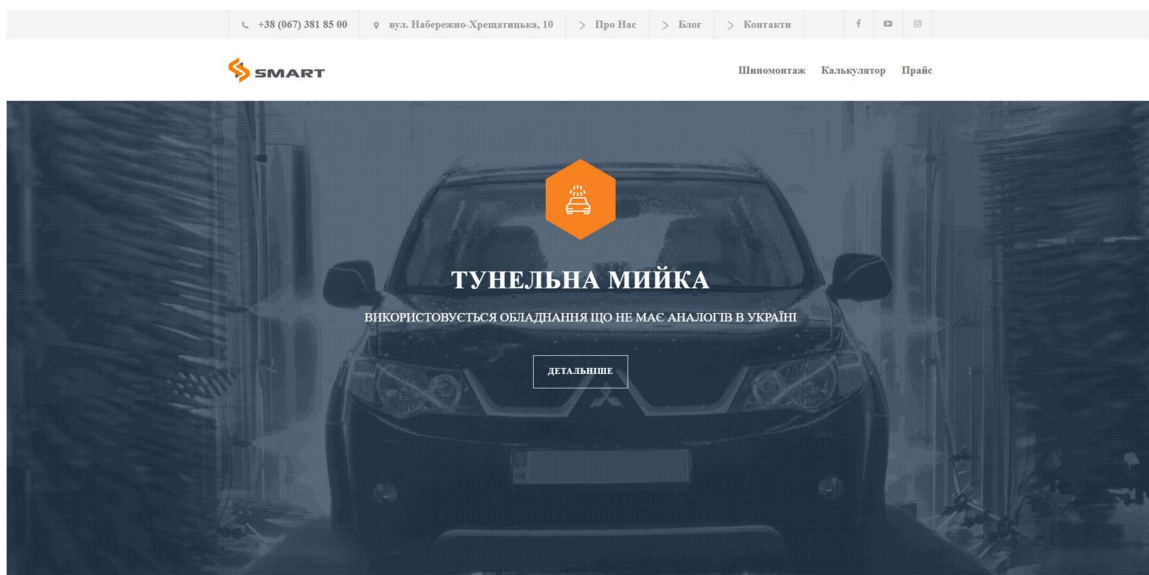 +38 (067) 381 85 00 вул. Набережно-Хрещатицька, 10 Про Нас Блог Контакти
SMART Шиномонтаж Калькулятор Прайс
ТУНЕЛЬНА МИЙКА
ВИКОРИСТОВУЄТЬСЯ ОБЛАДНАННЯ ЩО НЕ МАЄ АНАЛОГІВ В УКРАЇНІ
ДЕТАЛЬНІШЕ